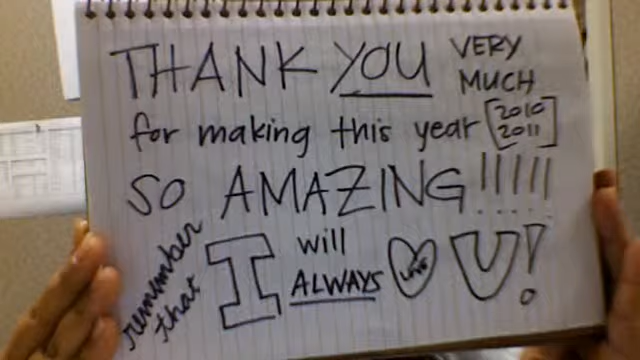 THANK YOU VERY MUCH
for making this year [2010 2011]
SO AMAZING!!!!!
remember that I will ALWAYS LOVE U!